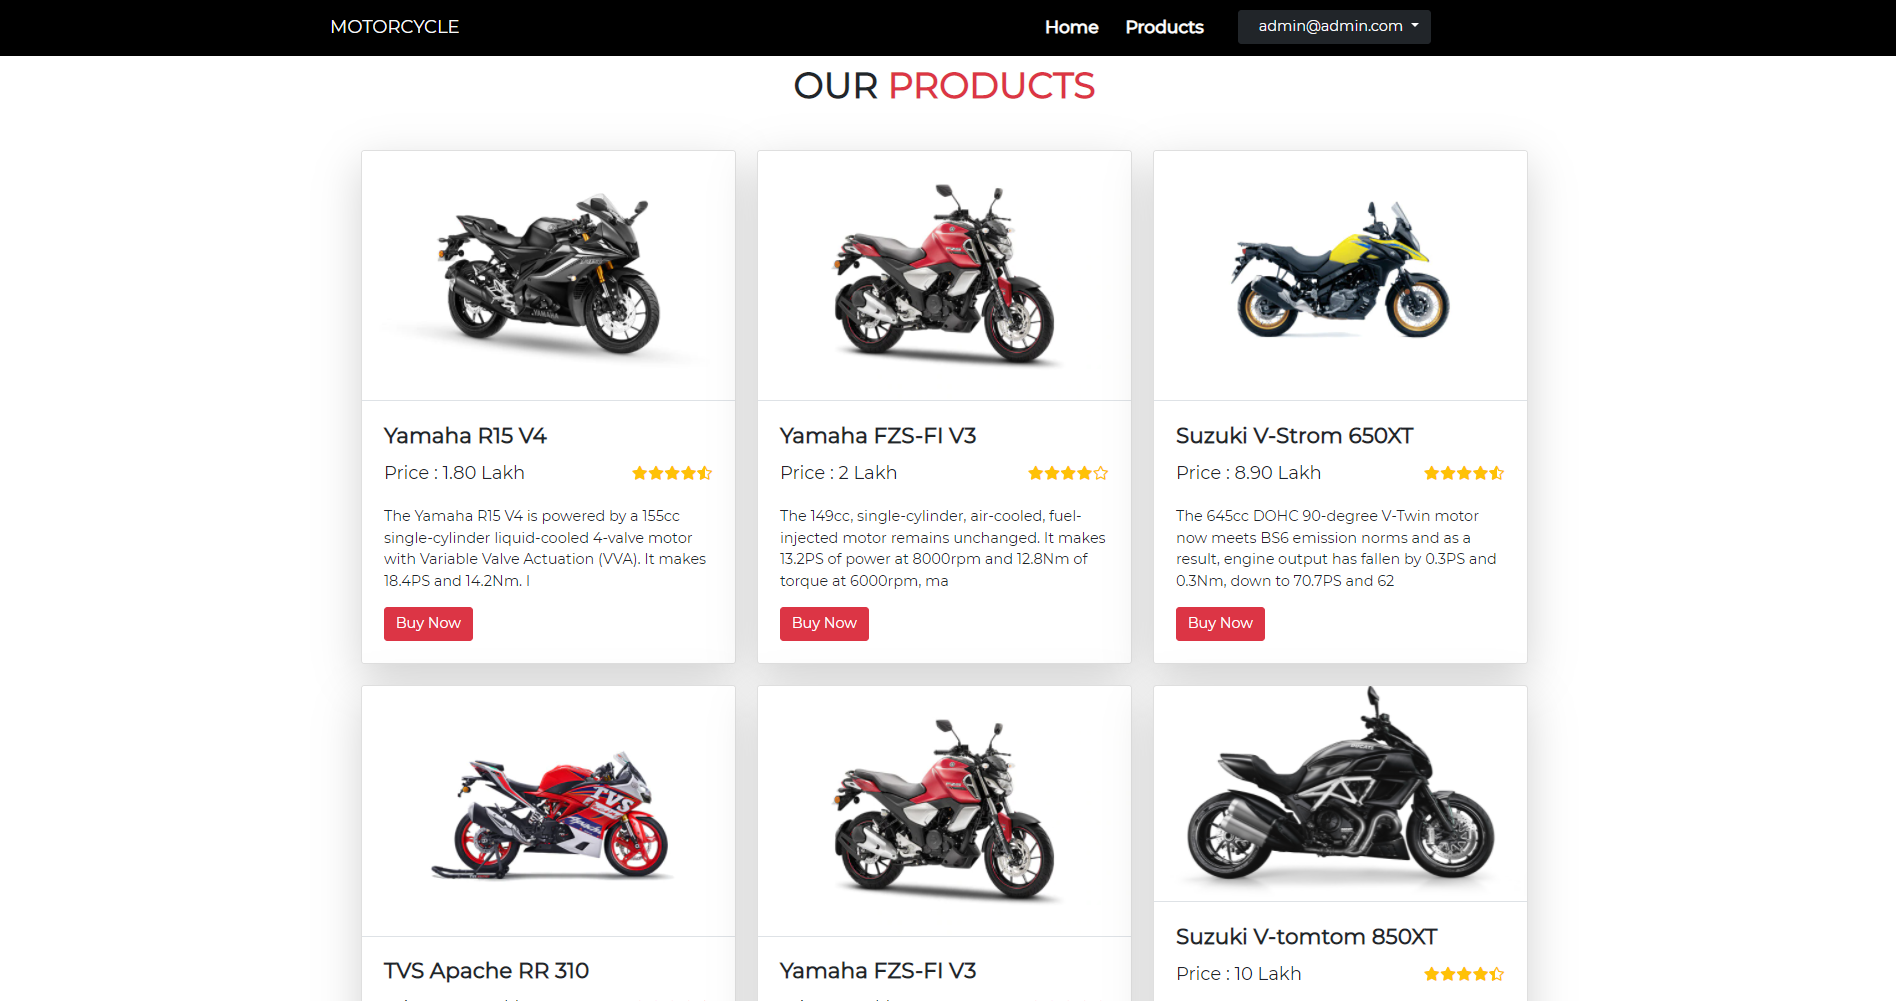 MOTORCYCLE
Home
Products
admin@admin.com
OUR PRODUCTS
YAMAHA
Yamaha R15 V4
Price : 1.80 Lakh
The Yamaha R15 V4 is powered by a 155cc
single-cylinder liquid-cooled 4-valve motor
with Variable Valve Actuation (VVA). It makes
18.4PS and 14.2Nm. I
Buy Now
Yamaha FZS-FI V3
Price : 2 Lakh
The 149cc, single-cylinder, air-cooled, fuel-
injected motor remains unchanged. It makes
13.2PS of power at 8000rpm and 12.8Nm of
torque at 6000rpm, ma
Buy Now
Suzuki V-Strom 650XT
Price : 8.90 Lakh
The 645cc DOHC 90-degree V-Twin motor
now meets BS6 emission norms and as a
result, engine output has fallen by 0.3PS and
0.3Nm, down to 70.7PS and 62
Buy Now
TVS
TVS Apache RR 310
Yamaha FZS-FI V3
DUCATI
Suzuki V-tomtom 850XT
Price : 10 Lakh